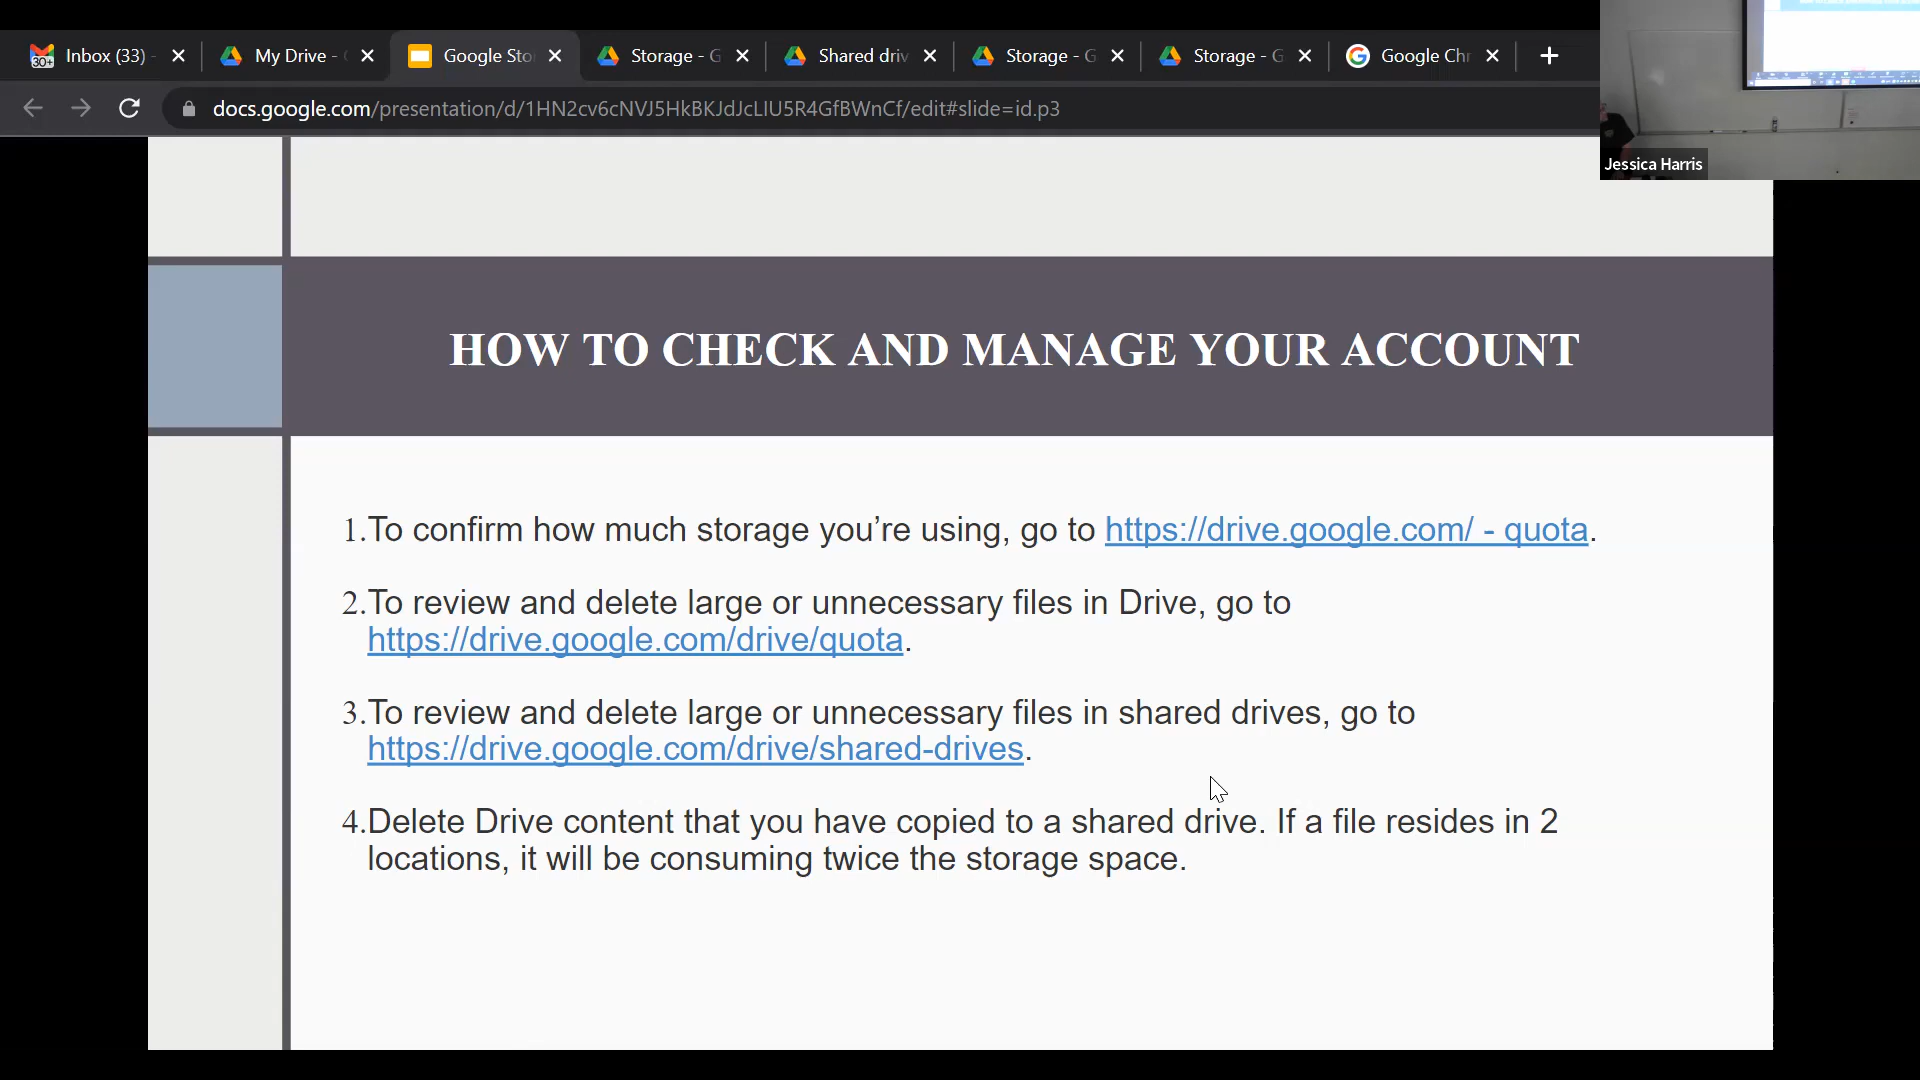 Inbox (33) -
My Drive -
Google Sto
Storage - G
Shared driv
Storage - G
Storage - G
Google Chr
30+
docs.google.com/presentation/d/1HN2cv6cNVJ5HkBKJdJcLIU5R4GfBWnCf/edit#slide=id.p3
Jessica Harris
HOW TO CHECK AND MANAGE YOUR ACCOUNT
1.To confirm how much storage you’re using, go to https://drive.google.com/ - quota.
2.To review and delete large or unnecessary files in Drive, go to
https://drive.google.com/drive/quota.
3.To review and delete large or unnecessary files in shared drives, go to
https://drive.google.com/drive/shared-drives.
4.Delete Drive content that you have copied to a shared drive. If a file resides in 2
locations, it will be consuming twice the storage space.